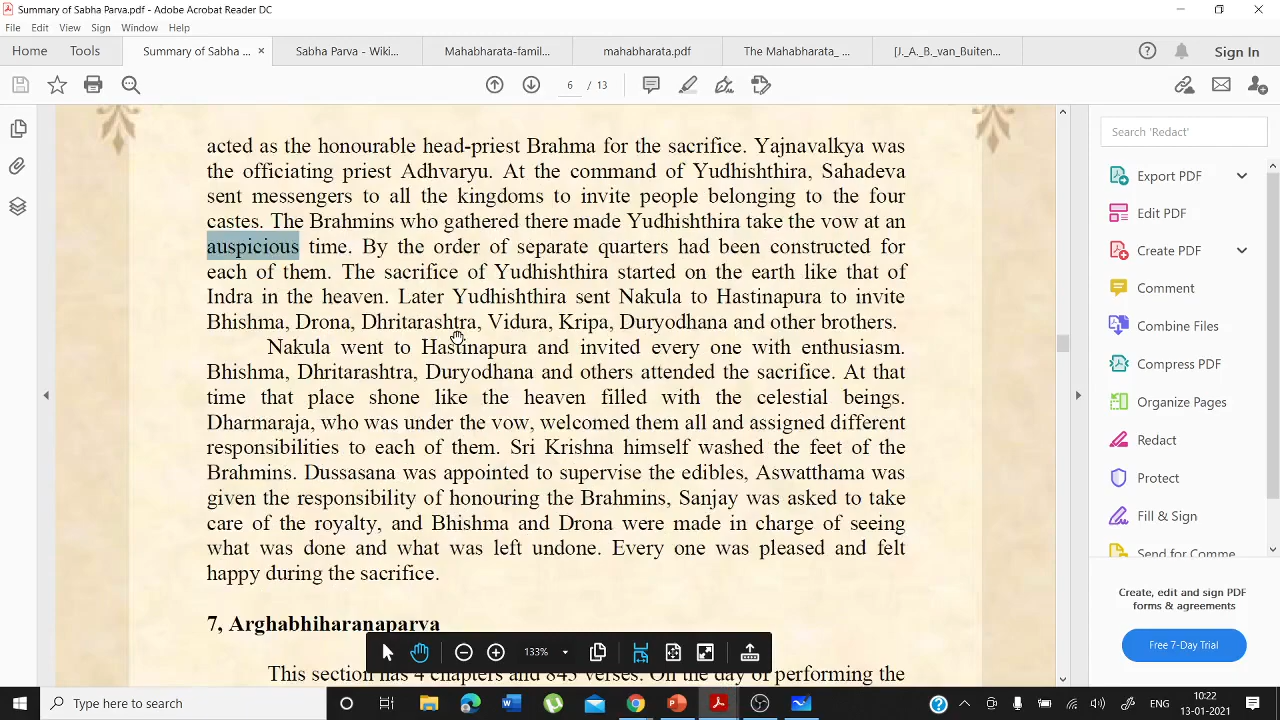 Summary of Sabha Parva.pdf - Adobe Acrobat Reader DC
File Edit View Sign Window Help
Home Tools Summary of Sabha ... × Sabha Parva - Wiki... Mahabharata-famil... mahabharata.pdf The Mahabharata_ ... [J._A._B._van_Buiten... Sign In
6 / 13
acted as the honourable head-priest Brahma for the sacrifice. Yajnavalkya was
the officiating priest Adhvaryu. At the command of Yudhishthira, Sahadeva
sent messengers to all the kingdoms to invite people belonging to the four
castes. The Brahmins who gathered there made Yudhishthira take the vow at an
auspicious time. By the order of separate quarters had been constructed for
each of them. The sacrifice of Yudhishthira started on the earth like that of
Indra in the heaven. Later Yudhishthira sent Nakula to Hastinapura to invite
Bhishma, Drona, Dhritarashtra, Vidura, Kripa, Duryodhana and other brothers.
Nakula went to Hastinapura and invited every one with enthusiasm.
Bhishma, Dhritarashtra, Duryodhana and others attended the sacrifice. At that
time that place shone like the heaven filled with the celestial beings.
Dharmaraja, who was under the vow, welcomed them all and assigned different
responsibilities to each of them. Sri Krishna himself washed the feet of the
Brahmins. Dussasana was appointed to supervise the edibles, Aswatthama was
given the responsibility of honouring the Brahmins, Sanjay was asked to take
care of the royalty, and Bhishma and Drona were made in charge of seeing
what was done and what was left undone. Every one was pleased and felt
happy during the sacrifice.
7, Arghabhiharanaparva
This section has 4 chapters and 843 verses. On the day of performing the
133%
Search 'Redact'
Export PDF
Edit PDF
Create PDF
Comment
Combine Files
Compress PDF
Organize Pages
Redact
Protect
Fill & Sign
Send for Comme
Create, edit and sign PDF
forms & agreements
Free 7-Day Trial
Type here to search
ENG
10:22
13-01-2021